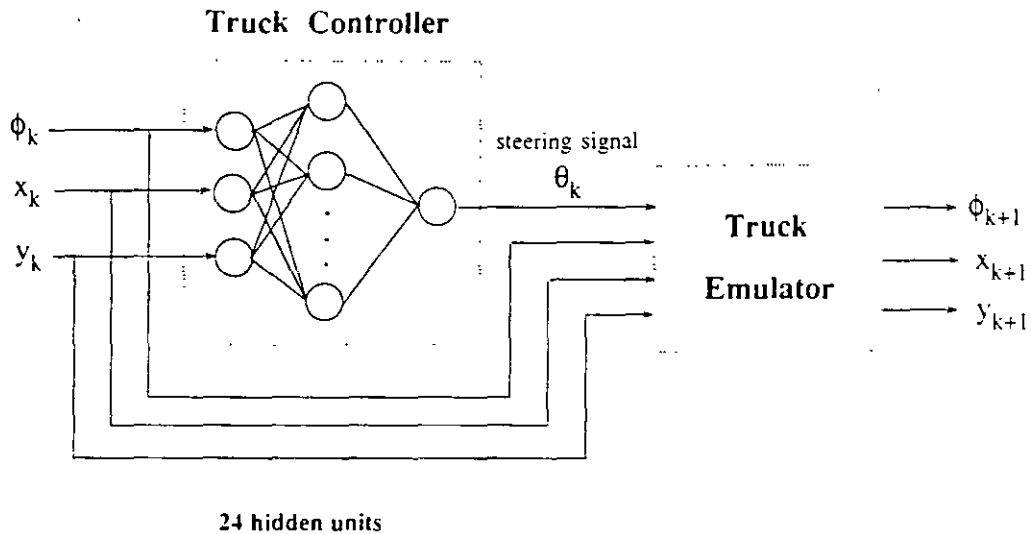 Truck Controller
ϕk
xk
yk
steering signal
θk
Truck
Emulator
ϕk+1
xk+1
yk+1
24 hidden units